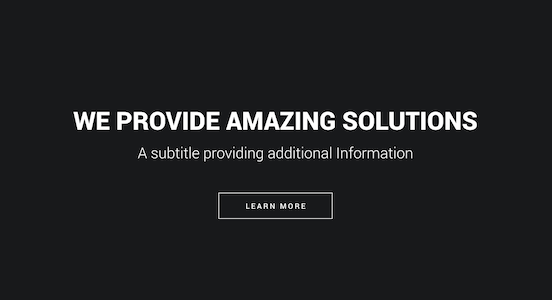 WE PROVIDE AMAZING SOLUTIONS
A subtitle providing additional Information
LEARN MORE